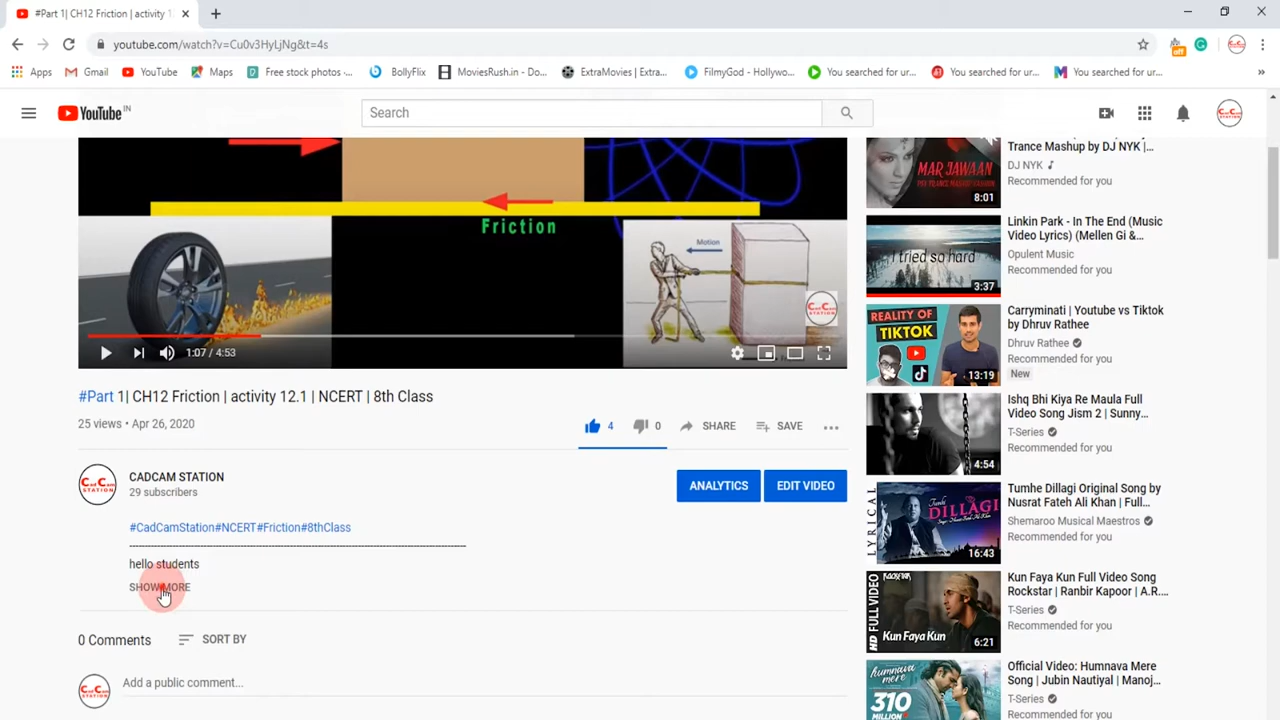 #Part 1| CH12 Friction | activity 1
youtube.com/watch?v=Cu0v3HyLjNg&t=4s
off
Apps
Gmail
YouTube
Maps
Free stock photos -...
BollyFlix
MoviesRush.in - Do...
ExtraMovies | Extra...
FilmyGod - Hollywo...
You searched for ur...
You searched for ur...
You searched for ur...
YouTube IN
Search
Friction
Motion
1:07 / 4:53
#Part 1| CH12 Friction | activity 12.1 | NCERT | 8th Class
25 views • Apr 26, 2020
4
0
SHARE
SAVE
CADCAM STATION
29 subscribers
ANALYTICS
EDIT VIDEO
#CadCamStation#NCERT#Friction#8thClass
hello students
SHOW MORE
0 Comments
SORT BY
Add a public comment...
MAR JAWAAN
8:01
Trance Mashup by DJ NYK |...
DJ NYK
Recommended for you
I tried so hard
3:37
Linkin Park - In The End (Music
Video Lyrics) (Mellen Gi &...
Opulent Music
Recommended for you
REALITY OF
TIKTOK
13:19
Carryminati | Youtube vs Tiktok
by Dhruv Rathee
Dhruv Rathee
Recommended for you
New
4:54
Ishq Bhi Kiya Re Maula Full
Video Song Jism 2 | Sunny...
T-Series
Recommended for you
LYRICAL
DILLAGI
16:43
Tumhe Dillagi Original Song by
Nusrat Fateh Ali Khan | Full...
Shemaroo Musical Maestros
Recommended for you
HD FULL VIDEO
Kun Faya Kun
6:21
Kun Faya Kun Full Video Song
Rockstar | Ranbir Kapoor | A.R...
T-Series
Recommended for you
humnava mere
310
MILLION
Official Video: Humnava Mere
Song | Jubin Nautiyal | Manoj...
T-Series
Recommended for you